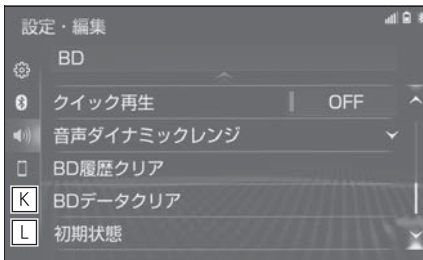 設定・編集
BD
クイック再生 OFF
音声ダイナミックレンジ
BD履歴クリア
K BDデータクリア
L 初期状態